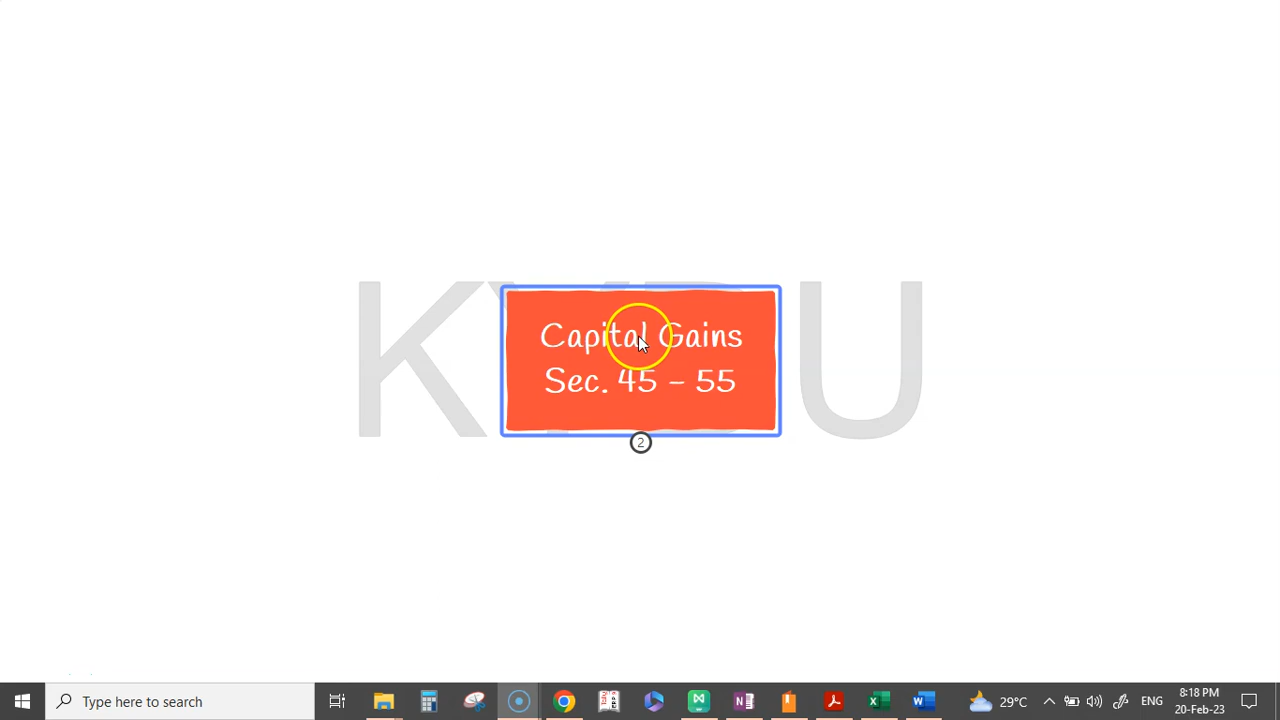 Capital Gains
Sec. 45 - 55
2
Type here to search
29°C
ENG
8:18 PM
20-Feb-23